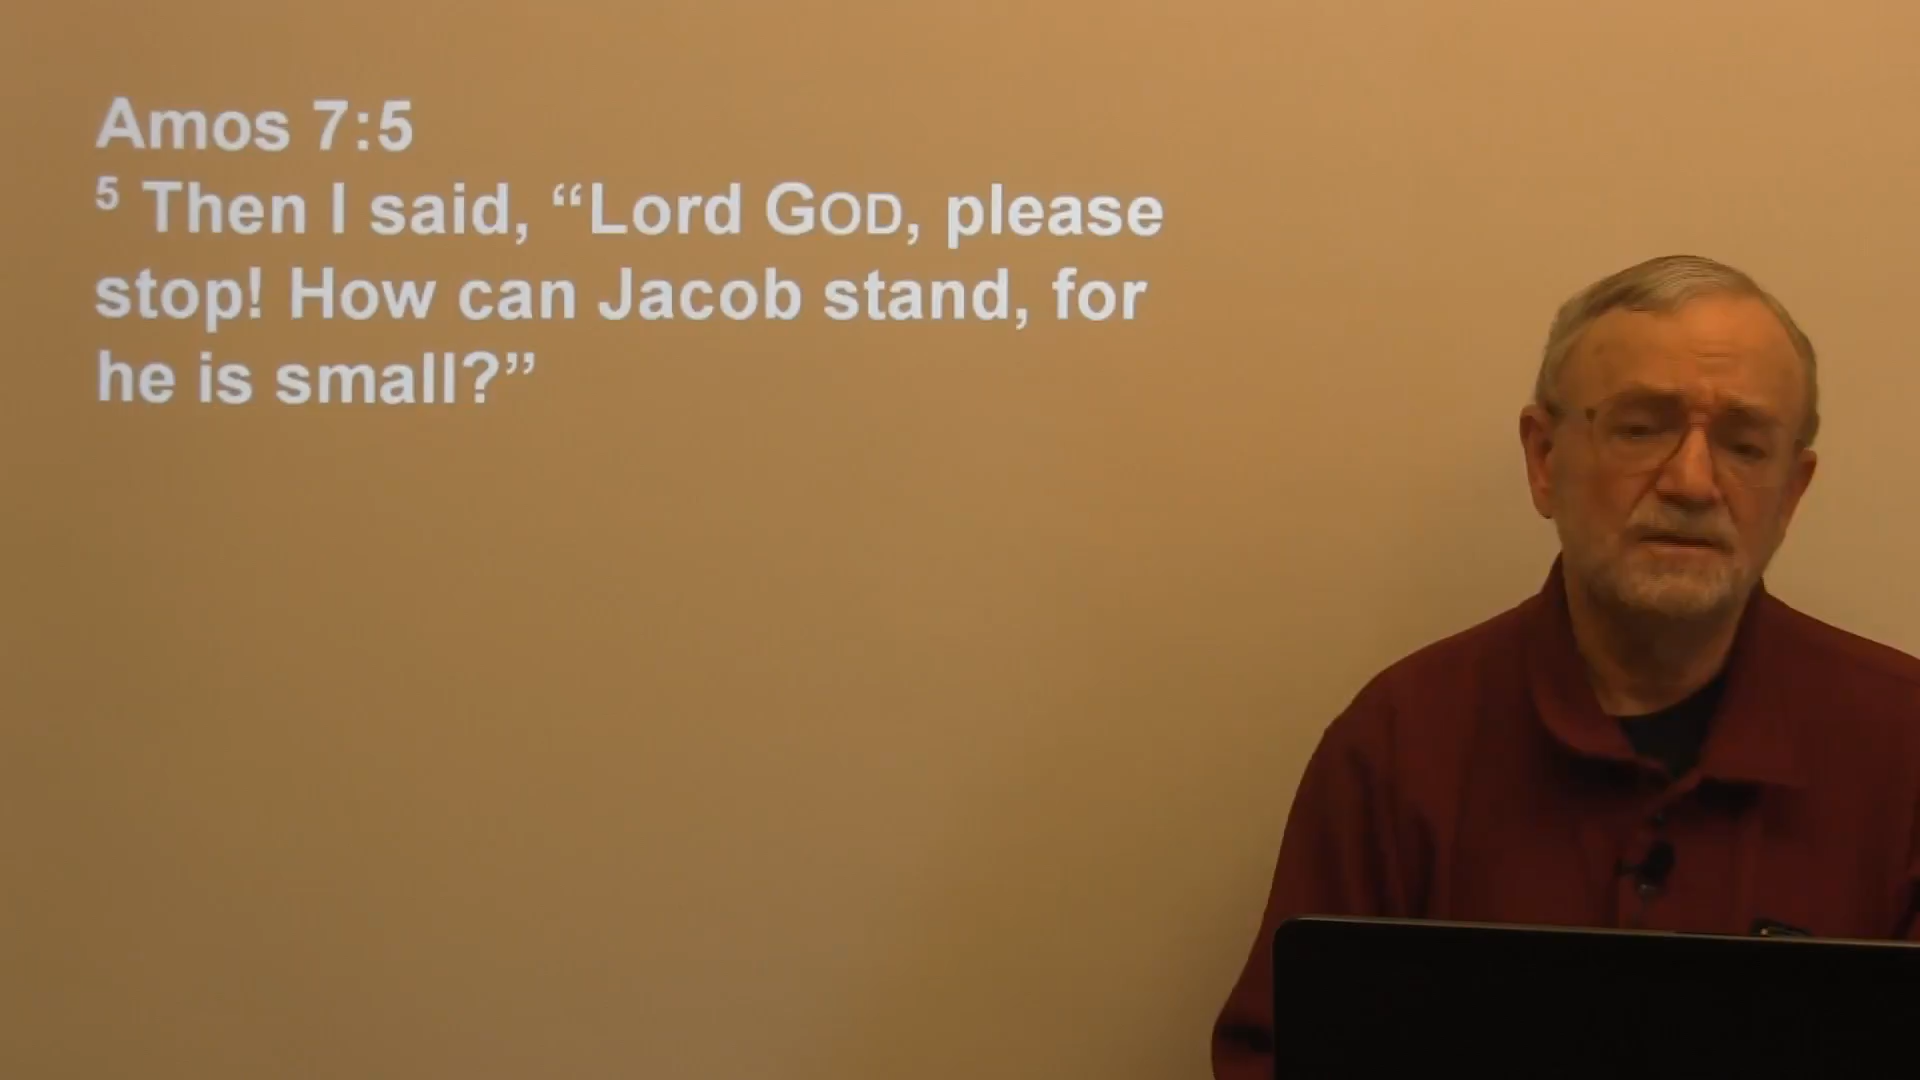 Amos 7:5
5 Then I said, “Lord GOD, please
stop! How can Jacob stand, for
he is small?”